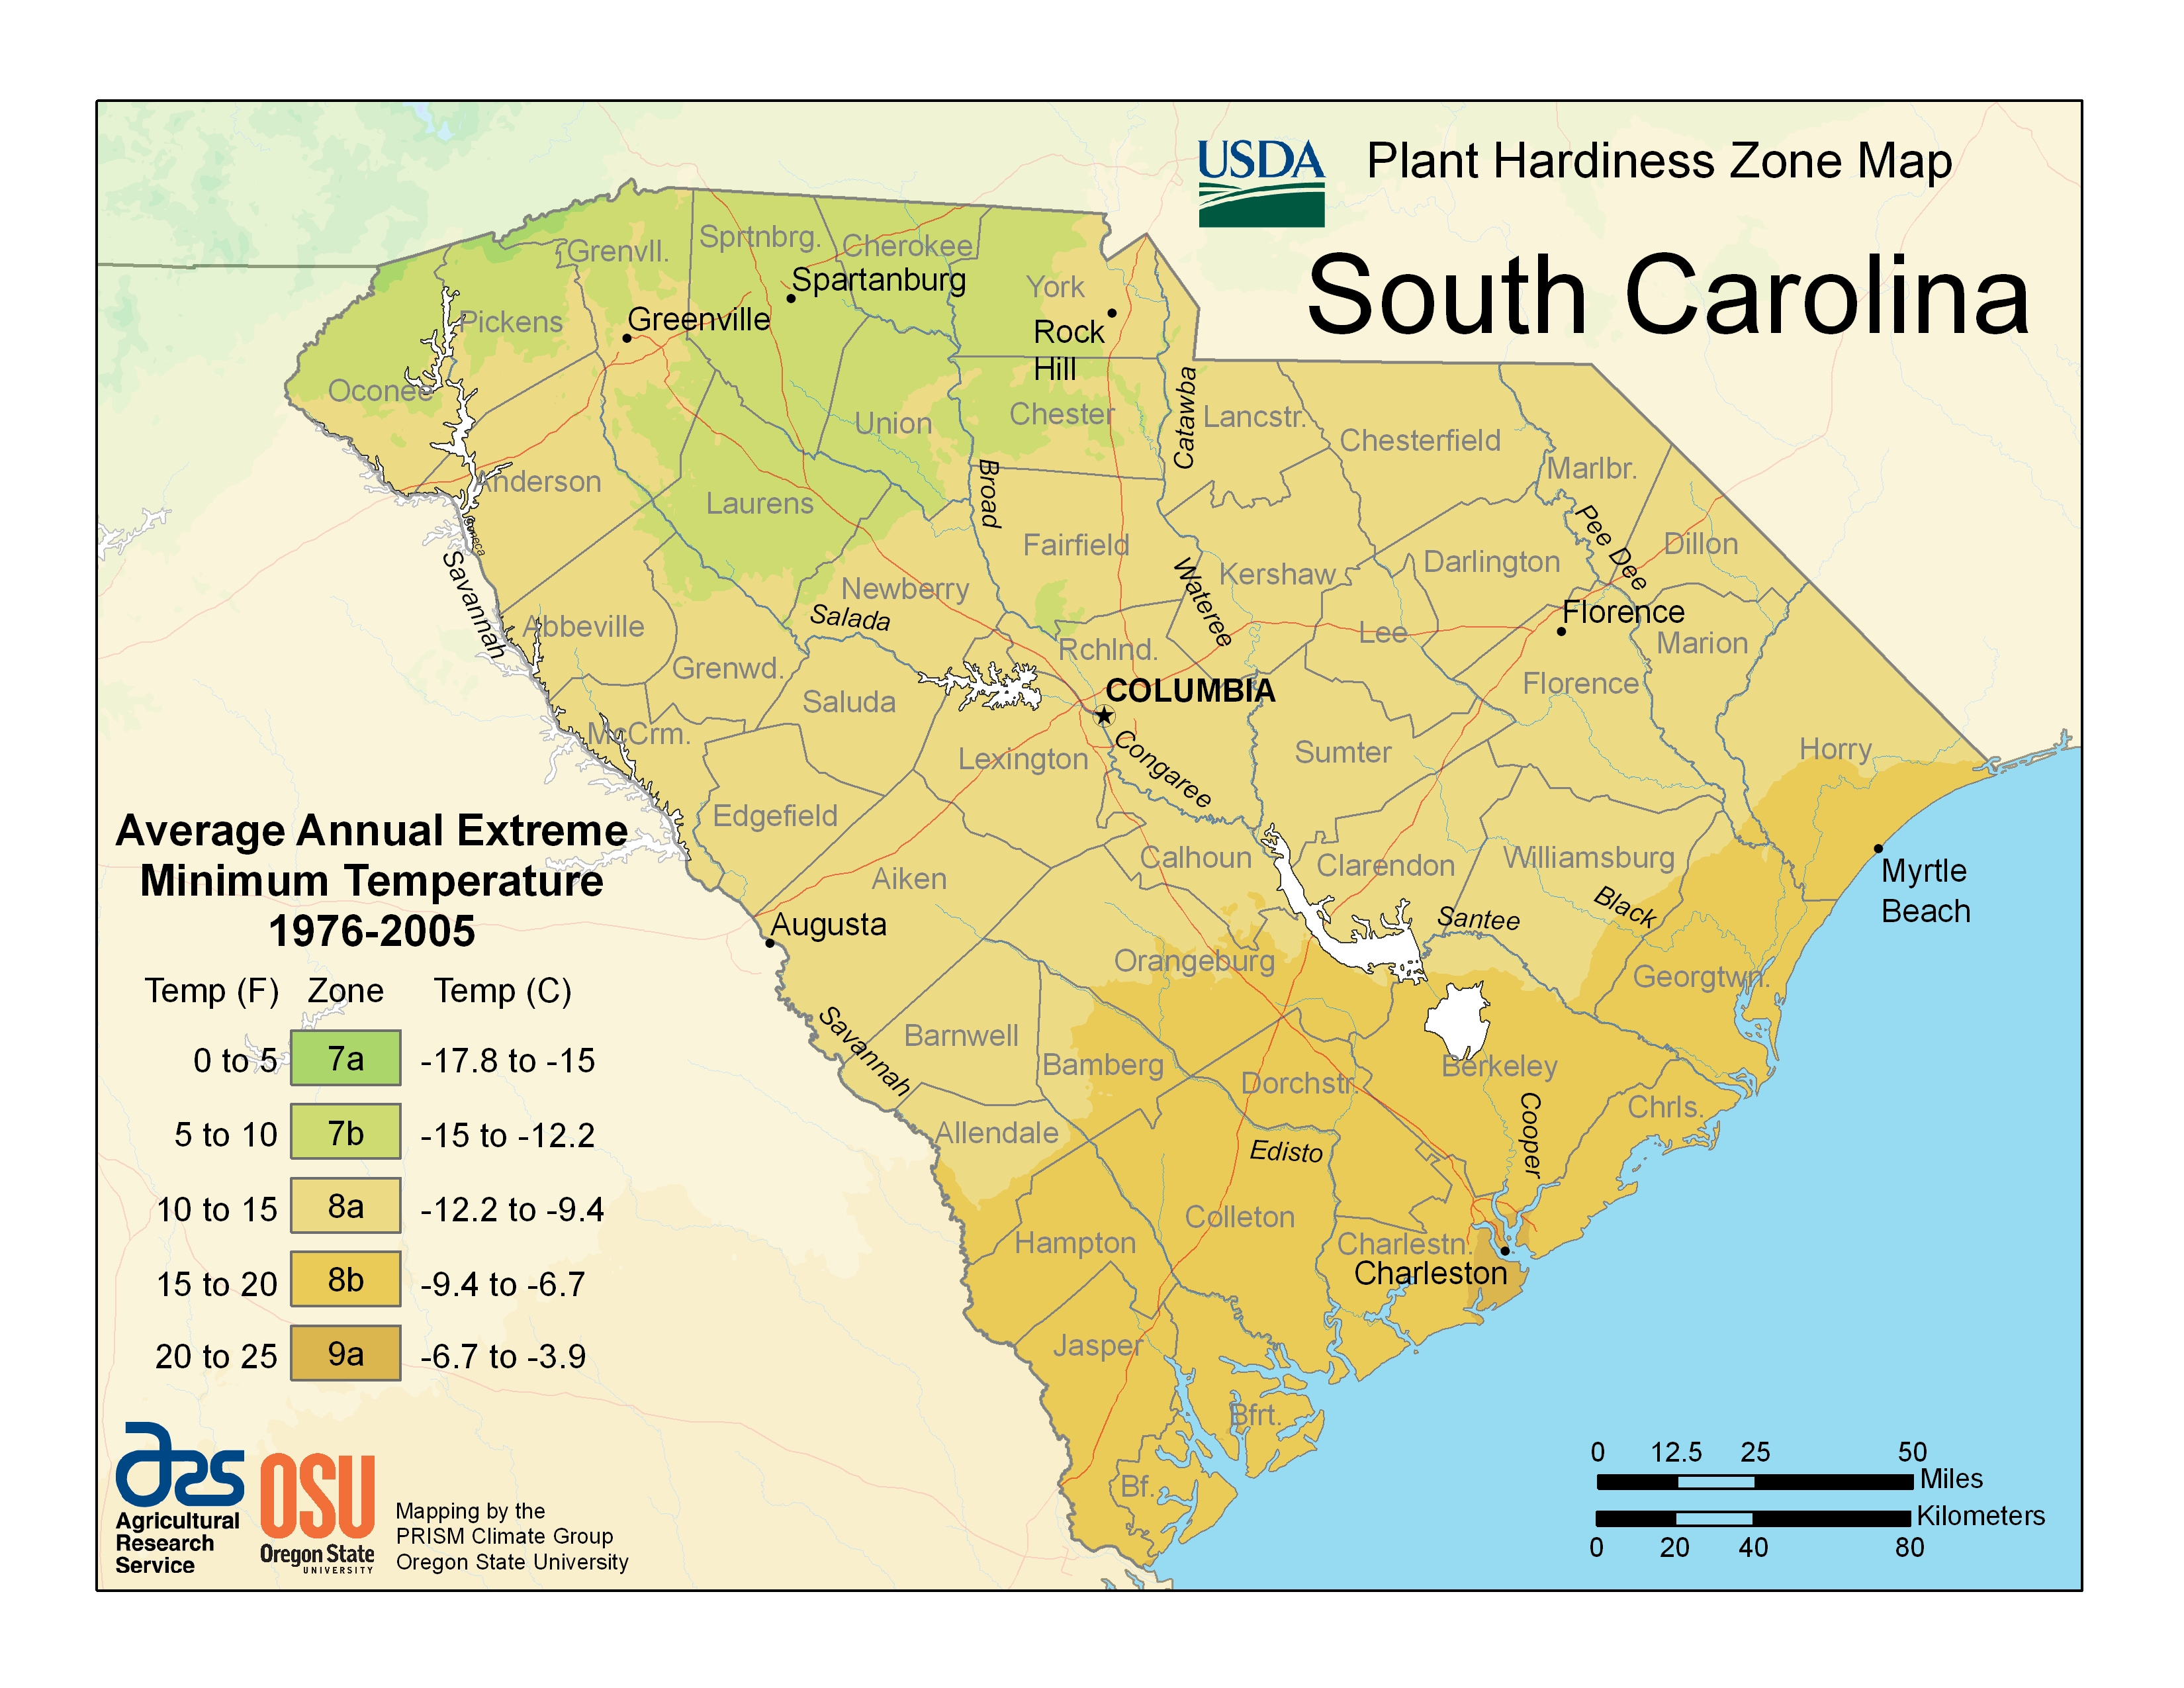 USDA Plant Hardiness Zone Map
South Carolina
Grenvll.
Sprtnbrg.
Cherokee
Spartanburg
York
Pickens
Greenville
Rock
Hill
Oconee
Chester
Union
Catawba
Lancstr.
Chesterfield
Marlbr.
Anderson
Laurens
Broad
Seneca
Savannah
Fairfield
Pee Dee
Dillon
Darlington
Kershaw
Wateree
Newberry
Salada
Abbeville
Florence
Lee
Marion
Rchlnd.
Grenwd.
Saluda
COLUMBIA
Florence
McCrm.
Lexington
Congaree
Sumter
Horry
Edgefield
Aiken
Calhoun
Clarendon
Williamsburg
Black
Santee
Myrtle
Beach
Augusta
Orangeburg
Georgtwn.
Savannah
Barnwell
Bamberg
Dorchstr.
Berkeley
Cooper
Chrls.
Allendale
Edisto
Hampton
Colleton
Charlestn.
Charleston
Jasper
Bfrt.
Bf.
Average Annual Extreme
Minimum Temperature
1976-2005
Temp (F) Zone Temp (C)
0 to 5 7a -17.8 to -15
5 to 10 7b -15 to -12.2
10 to 15 8a -12.2 to -9.4
15 to 20 8b -9.4 to -6.7
20 to 25 9a -6.7 to -3.9
ars
Agricultural
Research
Service
OSU
Oregon State
UNIVERSITY
Mapping by the
PRISM Climate Group
Oregon State University
0 12.5 25 50
Miles
Kilometers
0 20 40 80